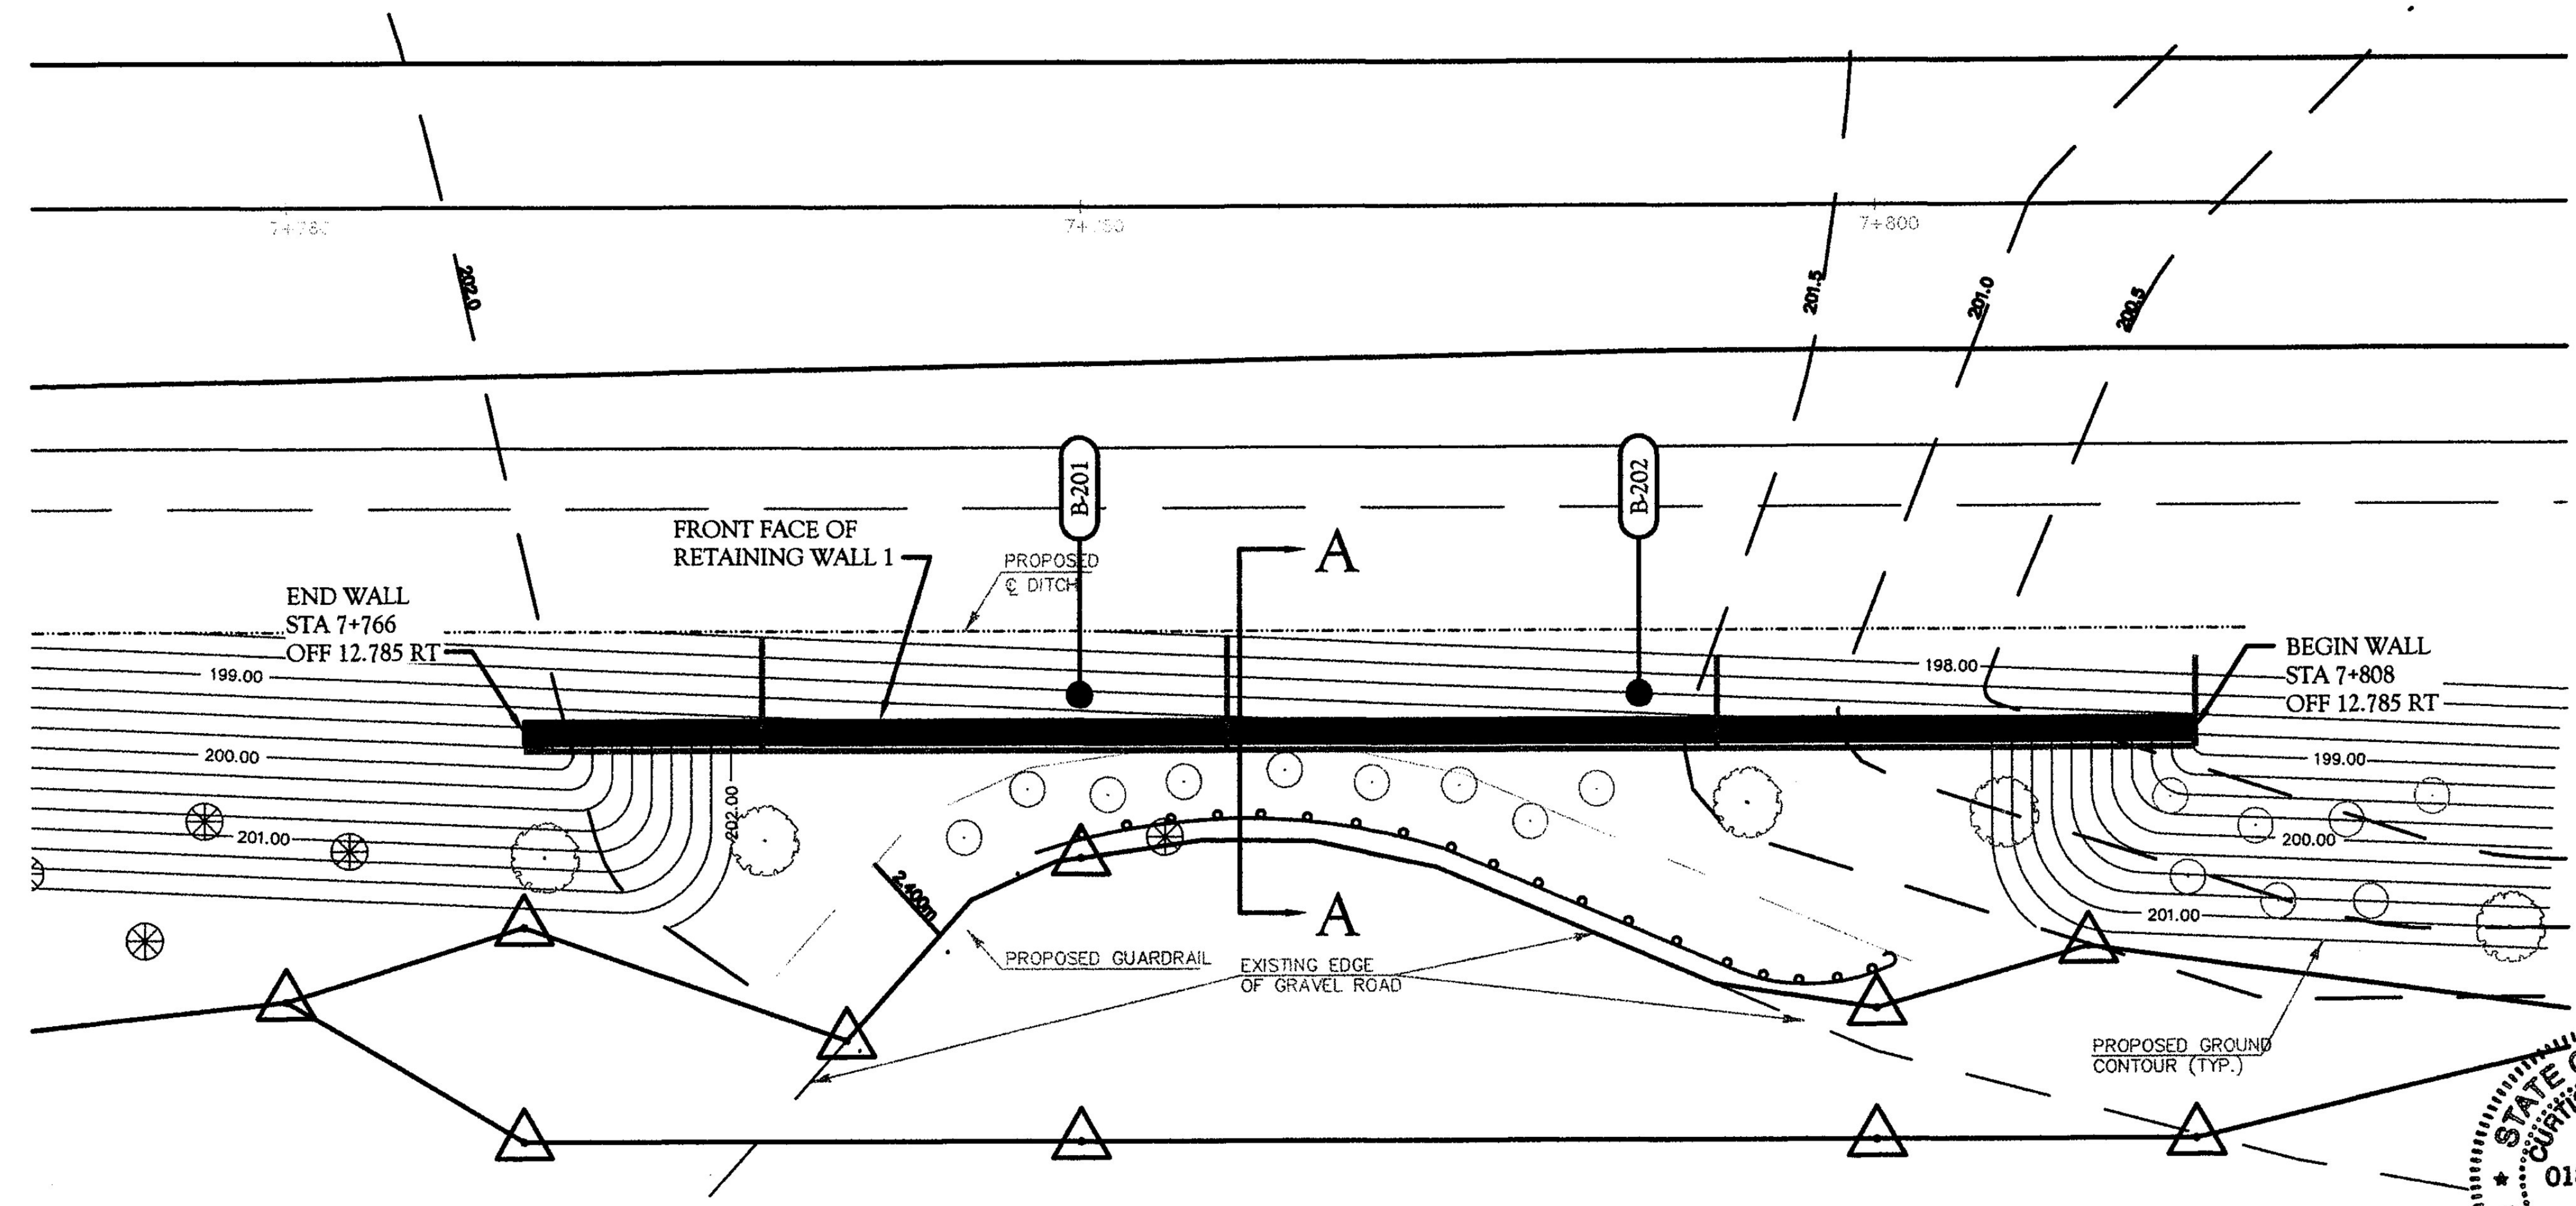 7+800
202.0
201.5
201.0
200.5
B-201
B-202
FRONT FACE OF
RETAINING WALL 1
PROPOSED
℄ DITCH
A
END WALL
STA 7+766
OFF 12.785 RT
BEGIN WALL
STA 7+808
OFF 12.785 RT
199.00
198.00
200.00
199.00
202.00
201.00
200.00
2.400m
A
201.00
PROPOSED GUARDRAIL
EXISTING EDGE
OF GRAVEL ROAD
PROPOSED GROUND
CONTOUR (TYP.)
STATE